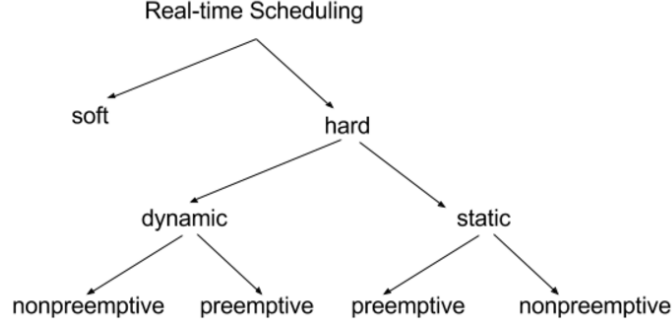 Real-time Scheduling
soft
hard
dynamic
static
nonpreemptive
preemptive
preemptive
nonpreemptive